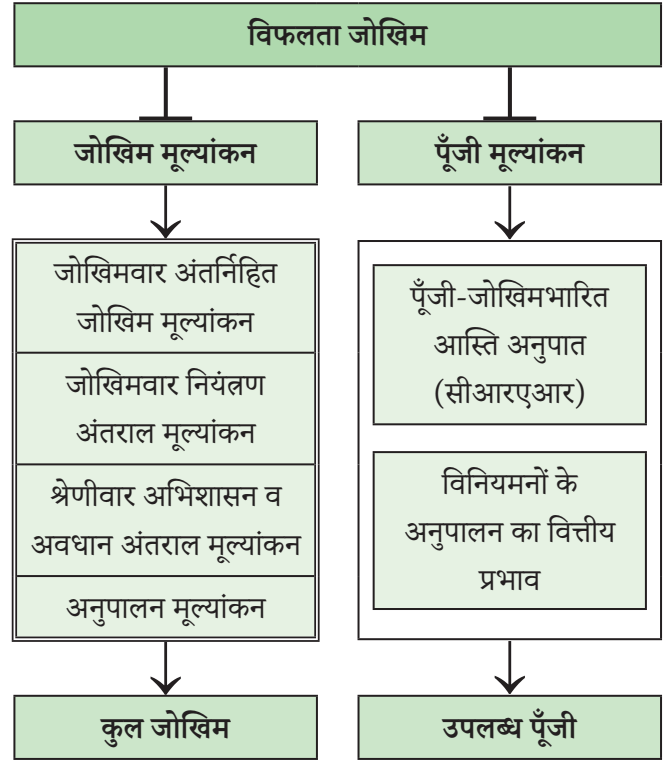 विफलता जोखिम
जोखिम मूल्यांकन
जोखिमवार अंतर्निहित
जोखिम मूल्यांकन
जोखिमवार नियंत्रण
अंतराल मूल्यांकन
श्रेणीवार अभिशासन व
अवधान अंतराल मूल्यांकन
अनुपालन मूल्यांकन
कुल जोखिम
पूँजी मूल्यांकन
पूँजी-जोखिमभारित
आस्ति अनुपात
(सीआरएआर)
विनियमनों के
अनुपालन का वित्तीय
प्रभाव
उपलब्ध पूँजी